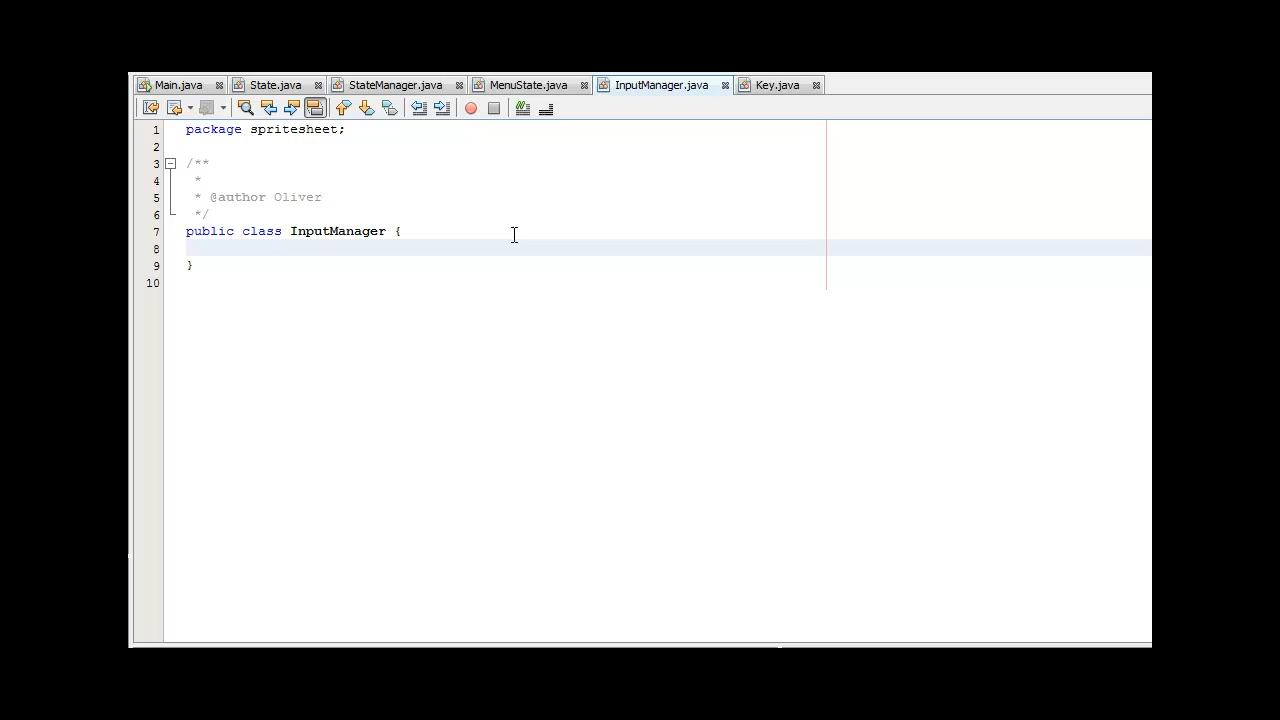 Main.java State.java StateManager.java MenuState.java InputManager.java Key.java
1 package spritesheet;
2
3 /**
4 *
5 * @author Oliver
6 */
7 public class InputManager {
8
9 }
10